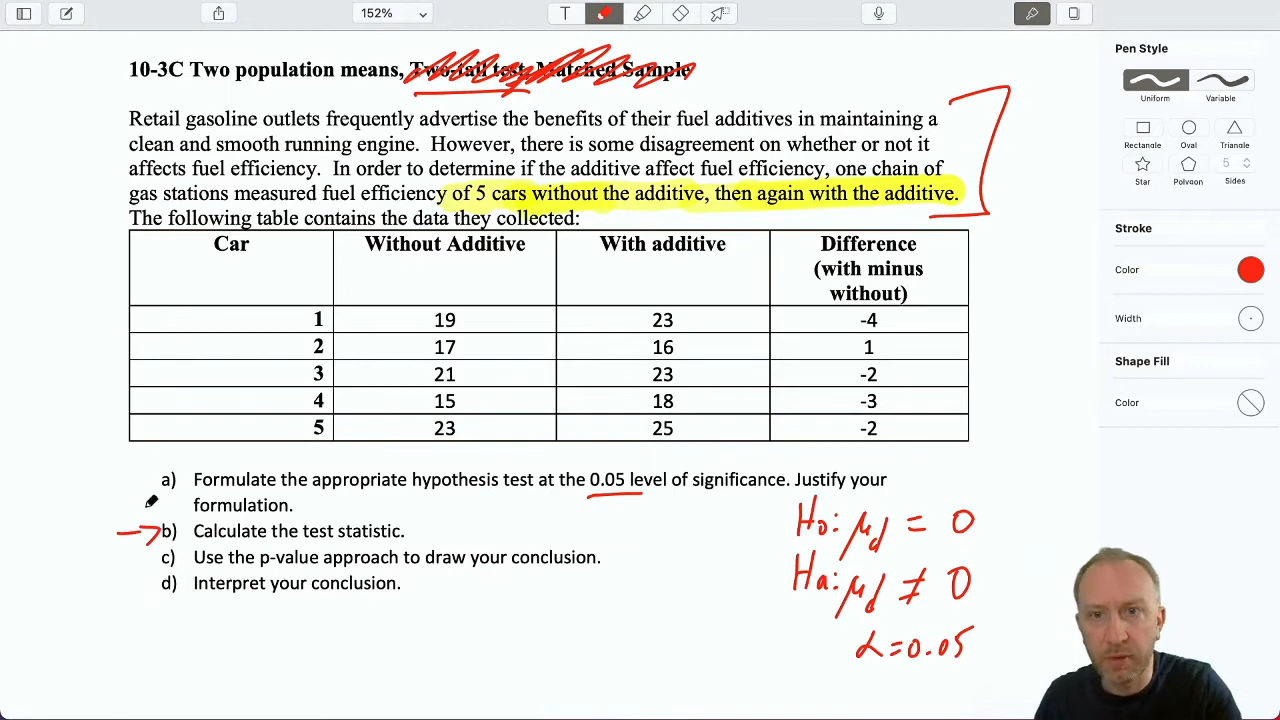 152%
T
10-3C Two population means, Two-tail test, Matched Sample
Retail gasoline outlets frequently advertise the benefits of their fuel additives in maintaining a
clean and smooth running engine. However, there is some disagreement on whether or not it
affects fuel efficiency. In order to determine if the additive affect fuel efficiency, one chain of
gas stations measured fuel efficiency of 5 cars without the additive, then again with the additive.
The following table contains the data they collected:
Car Without Additive With additive Difference
(with minus
without)
1 19 23 -4
2 17 16 1
3 21 23 -2
4 15 18 -3
5 23 25 -2
a) Formulate the appropriate hypothesis test at the 0.05 level of significance. Justify your
formulation.
b) Calculate the test statistic.
c) Use the p-value approach to draw your conclusion.
d) Interpret your conclusion.
Ho: μd = 0
Ha: μd ≠ 0
α = 0.05
Pen Style
Uniform Variable
Rectangle Oval Triangle
Star Polygon 5 Sides
Stroke
Color
Width
Shape Fill
Color